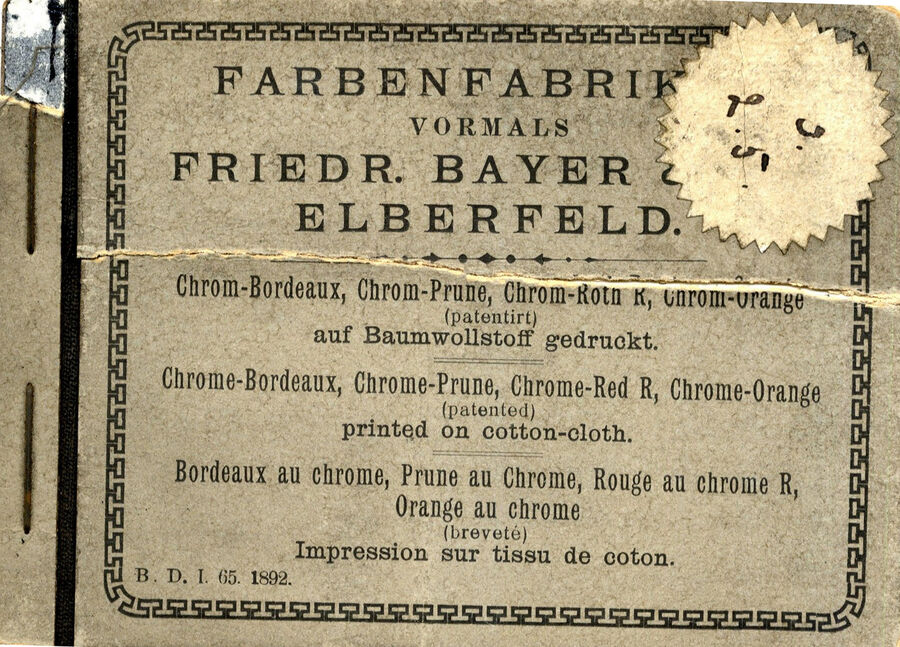 FARBENFABRIK
VORMALS
FRIEDR. BAYER
ELBERFELD.
Chrom-Bordeaux, Chrom-Prune, Chrom-Roth R, Chrom-Orange
(patentirt)
auf Baumwollstoff gedruckt.
Chrome-Bordeaux, Chrome-Prune, Chrome-Red R, Chrome-Orange
(patented)
printed on cotton-cloth.
Bordeaux au chrome, Prune au Chrome, Rouge au chrome R,
Orange au chrome
(breveté)
Impression sur tissu de coton.
B. D. I. 65. 1892.